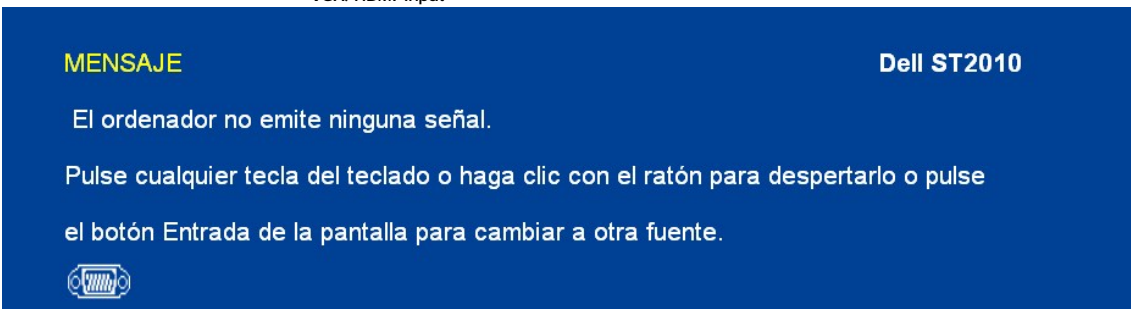 MENSAJE Dell ST2010
El ordenador no emite ninguna señal.
Pulse cualquier tecla del teclado o haga clic con el ratón para despertarlo o pulse
el botón Entrada de la pantalla para cambiar a otra fuente.